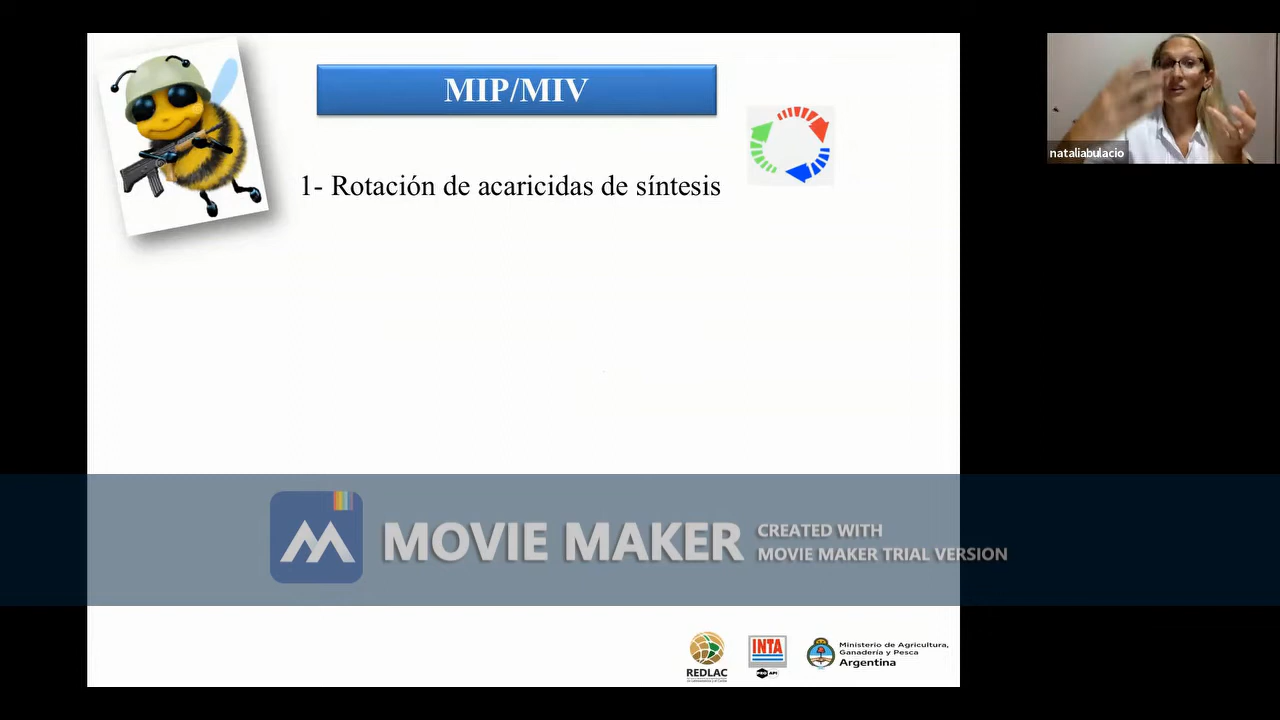 MIP/MIV
nataliabulacio
1- Rotación de acaricidas de síntesis
MOVIE MAKER
CREATED WITH
MOVIE MAKER TRIAL VERSION
REDLAC
INTA
Ministerio de Agricultura,
Ganadería y Pesca
Argentina